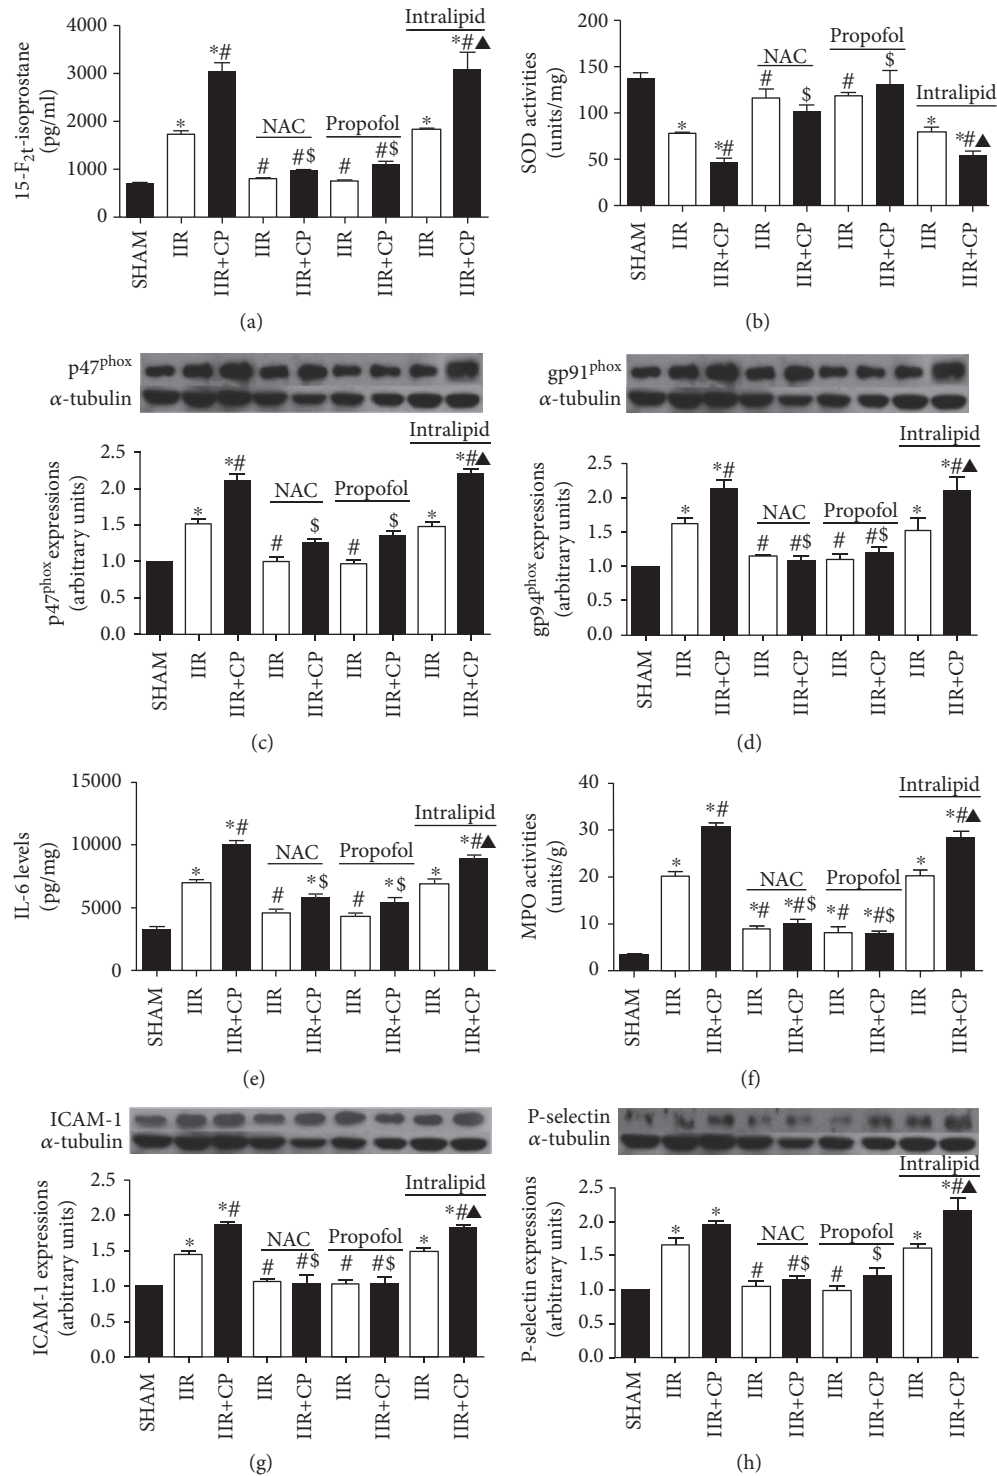 Intralipid
*#▲
4000
*#
3000
15-F2t-isoprostane
(pg/ml)
2000
*
NAC
Propofol
*
1000
#
#$
#
#$
0
SHAM
IIR
IIR+CP
IIR
IIR+CP
IIR
IIR+CP
IIR
IIR+CP
(a)
200
Propofol
NAC
$
150
#
$
#
Intralipid
SOD activities
(units/mg)
100
*
*#
*
*#▲
50
0
SHAM
IIR
IIR+CP
IIR
IIR+CP
IIR
IIR+CP
IIR
IIR+CP
(b)
p47phox
α-tubulin
Intralipid
2.5
*#
*#▲
2.0
NAC
Propofol
p47phox expressions
(arbitrary units)
1.5
*
#
$
#
$
*
1.0
0.5
0.0
SHAM
IIR
IIR+CP
IIR
IIR+CP
IIR
IIR+CP
IIR
IIR+CP
(c)
gp91phox
α-tubulin
Intralipid
2.5
*#
*#▲
2.0
NAC
Propofol
gp94phox expressions
(arbitrary units)
1.5
*
#
#$
#
#$
*
1.0
0.5
0.0
SHAM
IIR
IIR+CP
IIR
IIR+CP
IIR
IIR+CP
IIR
IIR+CP
(d)
15000
Intralipid
*#
*#▲
10000
NAC
Propofol
IL-6 levels
(pg/mg)
*
#
*$
#
*$
*
5000
0
SHAM
IIR
IIR+CP
IIR
IIR+CP
IIR
IIR+CP
IIR
IIR+CP
(e)
40
Intralipid
*#
*#▲
30
NAC
Propofol
MPO activities
(units/g)
20
*
*#
*#$
*#
*#$
*
10
0
SHAM
IIR
IIR+CP
IIR
IIR+CP
IIR
IIR+CP
IIR
IIR+CP
(f)
ICAM-1
α-tubulin
2.5
Intralipid
*#
*#▲
2.0
NAC
Propofol
ICAM-1 expressions
(arbitrary units)
1.5
*
#
#$
#
#$
*
1.0
0.5
0.0
SHAM
IIR
IIR+CP
IIR
IIR+CP
IIR
IIR+CP
IIR
IIR+CP
(g)
P-selectin
α-tubulin
Intralipid
2.5
*#▲
2.0
*
*
NAC
Propofol
P-selectin expressions
(arbitrary units)
1.5
#
#$
#
$
*
1.0
0.5
0.0
SHAM
IIR
IIR+CP
IIR
IIR+CP
IIR
IIR+CP
IIR
IIR+CP
(h)